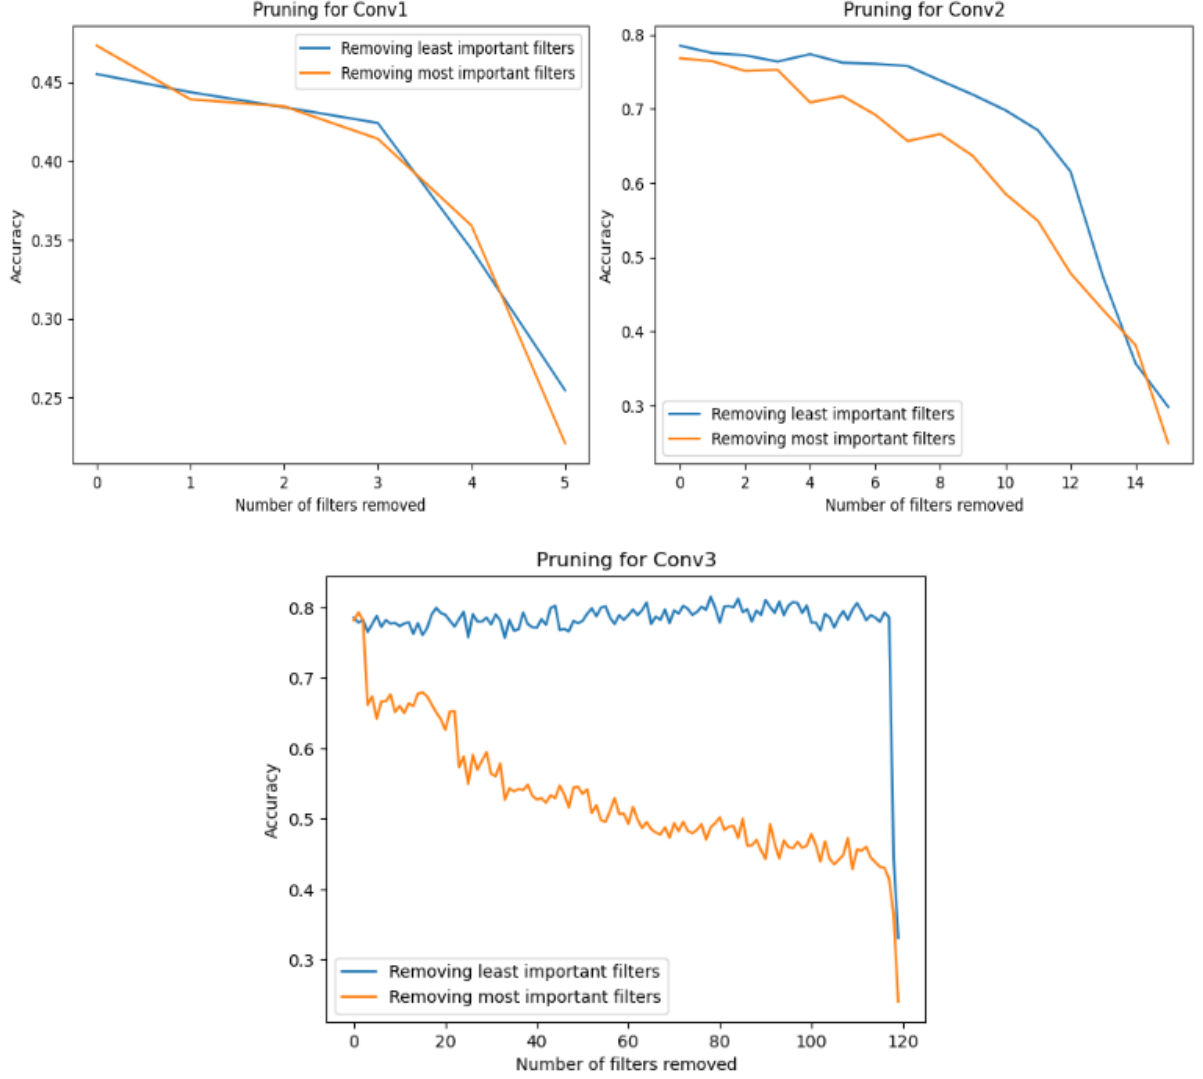 Pruning for Conv1
Accuracy
0.45
0.40
0.35
0.30
0.25
Removing least important filters
Removing most important filters
0 1 2 3 4 5
Number of filters removed
Pruning for Conv2
Accuracy
0.8
0.7
0.6
0.5
0.4
0.3
Removing least important filters
Removing most important filters
0 2 4 6 8 10 12 14
Number of filters removed
Pruning for Conv3
Accuracy
0.8
0.7
0.6
0.5
0.4
0.3
Removing least important filters
Removing most important filters
0 20 40 60 80 100 120
Number of filters removed